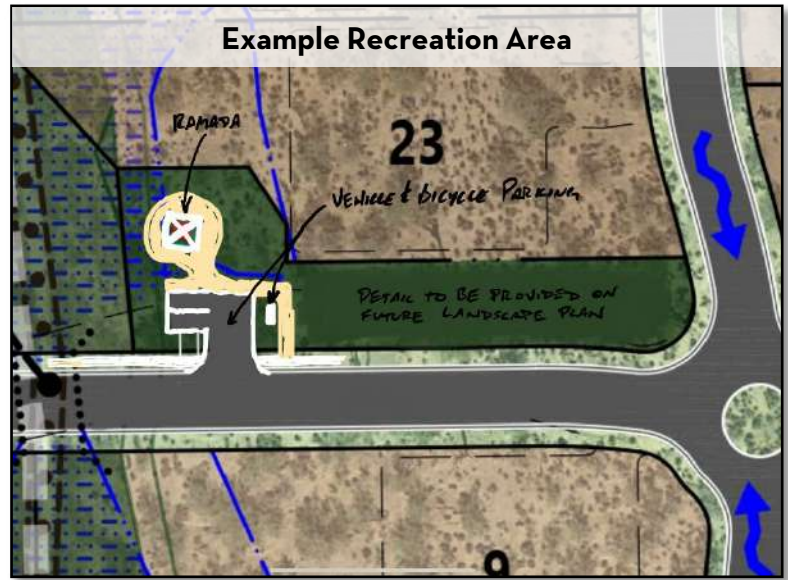 Example Recreation Area
RAMADA
23
VEHICLE & BICYCLE PARKING
DETAIL TO BE PROVIDED ON
FUTURE LANDSCAPE PLAN
9